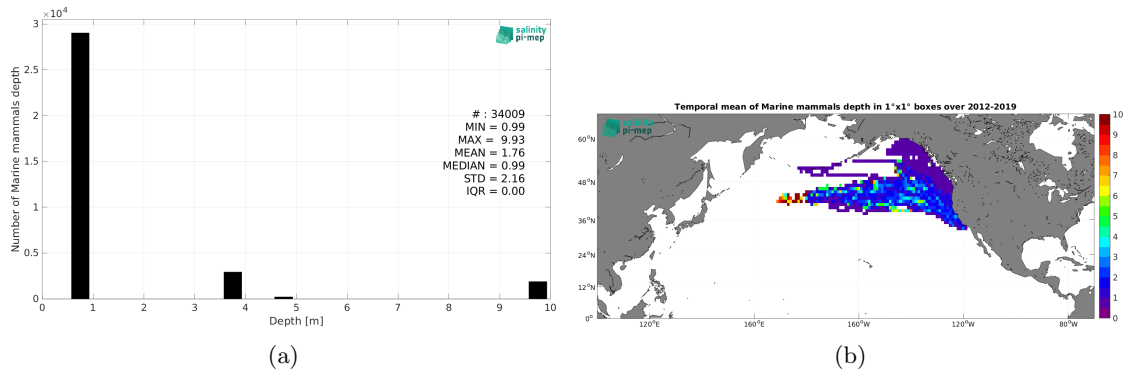 ×10⁴
3
2.5
2
1.5
1
0.5
0
Number of Marine mammals depth
salinity
pi-mep
# : 34009
MIN = 0.99
MAX = 9.93
MEAN = 1.76
MEDIAN = 0.99
STD = 2.16
IQR = 0.00
0 1 2 3 4 5 6 7 8 9 10
Depth [m]
(a)
Temporal mean of Marine mammals depth in 1°x1° boxes over 2012-2019
salinity
pi-mep
60°N
48°N
36°N
24°N
12°N
0°
120°E 160°E 160°W 120°W 80°W
10
9
8
7
6
5
4
3
2
1
0
(b)